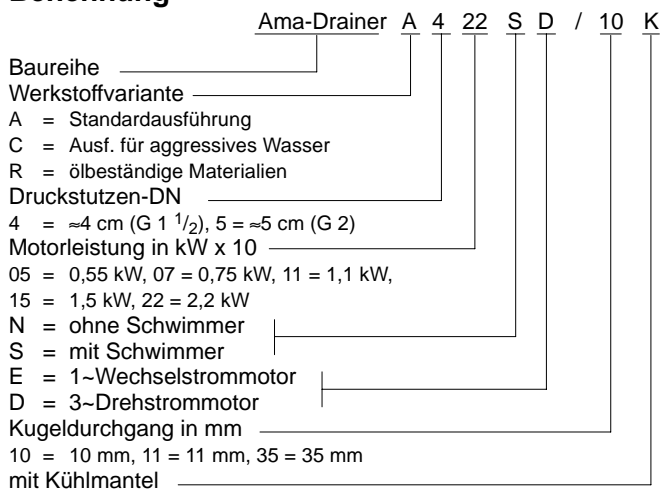 Benennung
Ama-Drainer A 4 22 S D / 10 K
Baureihe
Werkstoffvariante
A = Standardausführung
C = Ausf. für aggressives Wasser
R = ölbeständige Materialien
Druckstutzen-DN
4 = ≈4 cm (G 1 1/2), 5 = ≈5 cm (G 2)
Motorleistung in kW x 10
05 = 0,55 kW, 07 = 0,75 kW, 11 = 1,1 kW,
15 = 1,5 kW, 22 = 2,2 kW
N = ohne Schwimmer
S = mit Schwimmer
E = 1~Wechselstrommotor
D = 3~Drehstrommotor
Kugeldurchgang in mm
10 = 10 mm, 11 = 11 mm, 35 = 35 mm
mit Kühlmantel